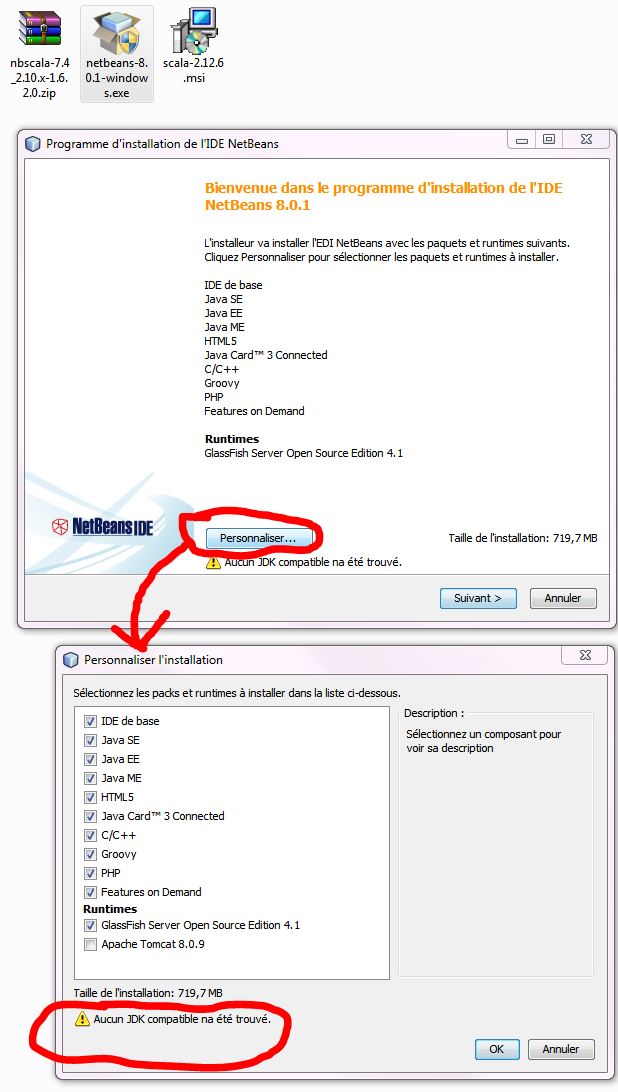 nbscala-7.4
_2.10.x-1.6.
2.0.zip
netbeans-8.
0.1-window
s.exe
scala-2.12.6
.msi
Programme d'installation de l'IDE NetBeans
Bienvenue dans le programme d'installation de l'IDE
NetBeans 8.0.1
L'installeur va installer l'EDI NetBeans avec les paquets et runtimes suivants.
Cliquez Personnaliser pour sélectionner les paquets et runtimes à installer.
IDE de base
Java SE
Java EE
Java ME
HTML5
Java Card™ 3 Connected
C/C++
Groovy
PHP
Features on Demand
Runtimes
GlassFish Server Open Source Edition 4.1
NetBeans IDE
Personnaliser...
Taille de l'installation: 719,7 MB
Aucun JDK compatible na été trouvé.
Suivant >
Annuler
Personnaliser l'installation
Sélectionnez les packs et runtimes à installer dans la liste ci-dessous.
IDE de base
Java SE
Java EE
Java ME
HTML5
Java Card™ 3 Connected
C/C++
Groovy
PHP
Features on Demand
Runtimes
GlassFish Server Open Source Edition 4.1
Apache Tomcat 8.0.9
Description :
Sélectionnez un composant pour
voir sa description
Taille de l'installation: 719,7 MB
Aucun JDK compatible na été trouvé.
OK
Annuler